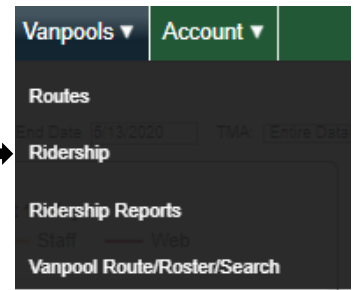 Vanpools ▼ Account ▼
Routes
End Date: 5/13/2020 TMA: Entire Data
Ridership
Ridership Reports
Staff Web
Vanpool Route/Roster/Search